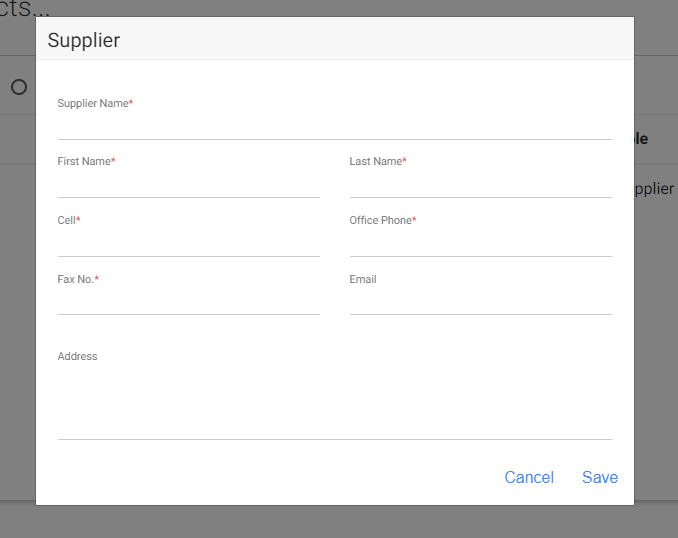 cts...
Supplier
Supplier Name*
First Name* Last Name*
Cell* Office Phone*
Fax No.* Email
Address
Cancel Save
le
pplier